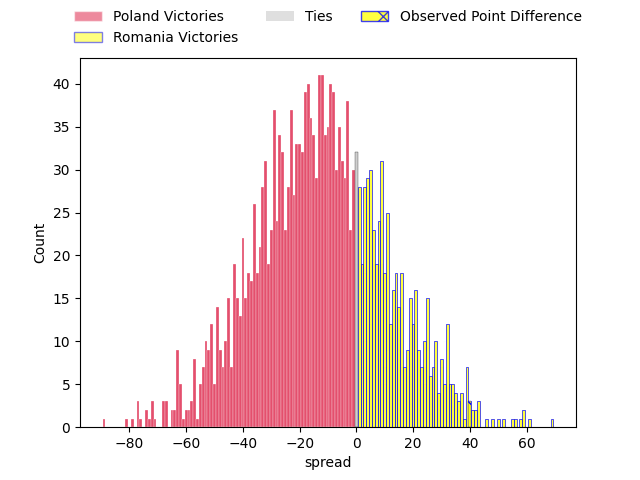 Poland Victories
Ties
Observed Point Difference
Romania Victories
40
35
30
25
20
15
10
5
0
Count
−80
−60
−40
−20
0
20
40
60
spread